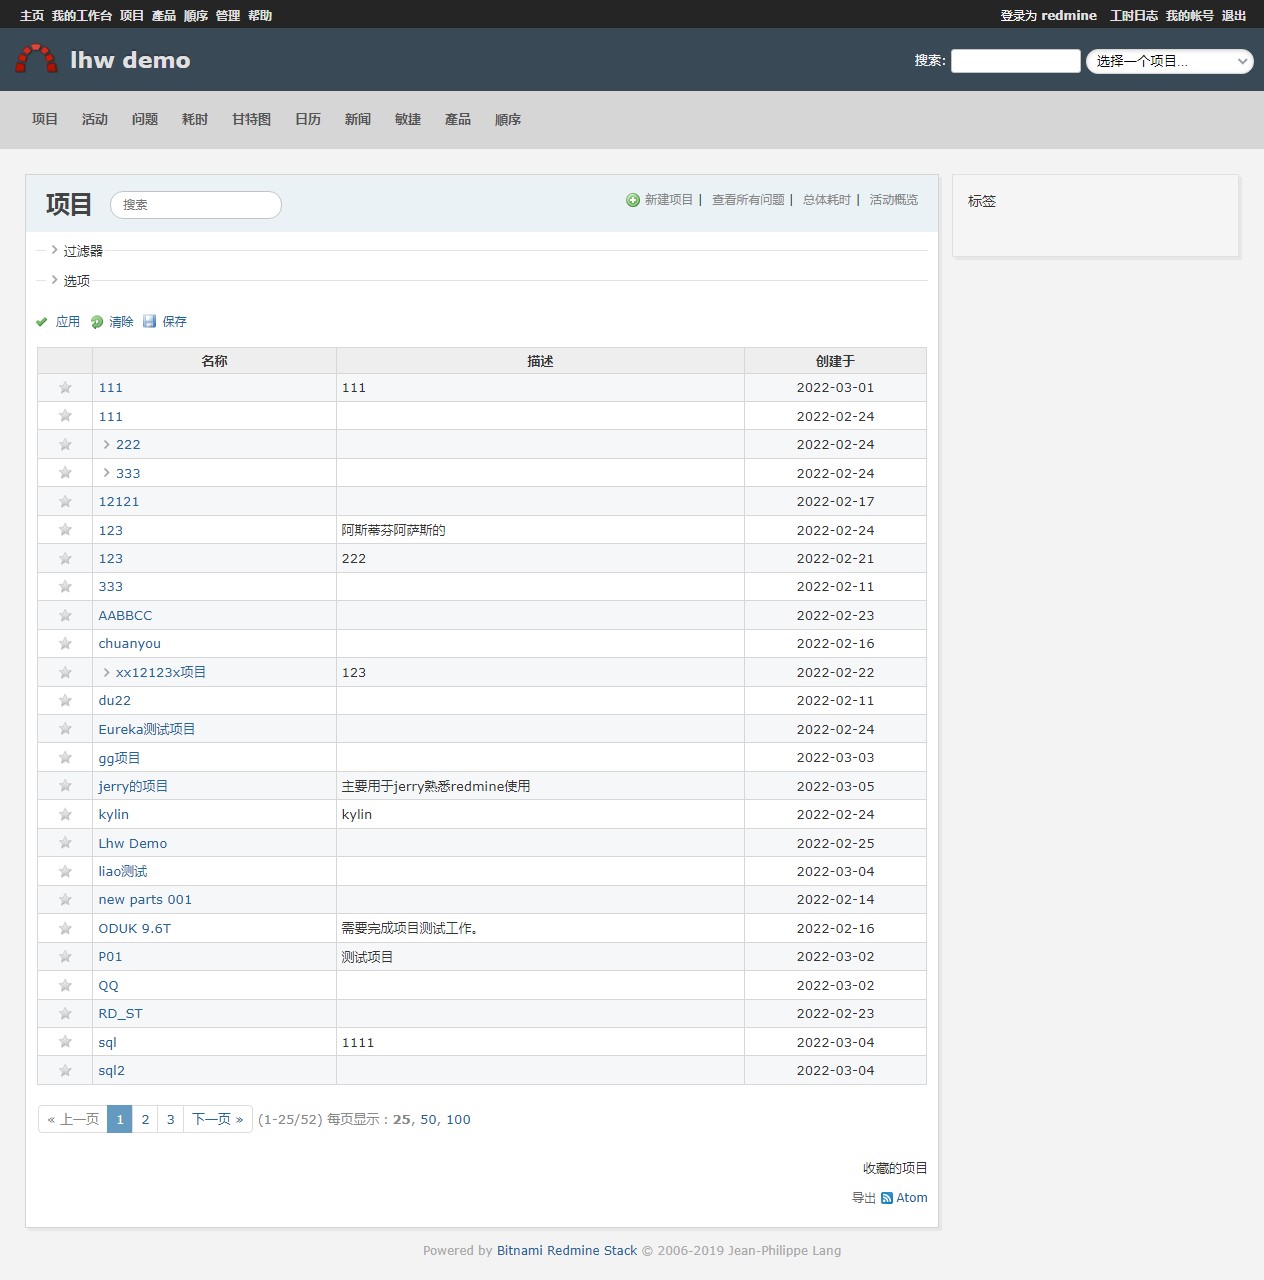 主页 我的工作台 项目 產品 順序 管理 帮助 登录为 redmine 工时日志 我的帐号 退出
lhw demo 搜索: 选择一个项目...
项目 活动 问题 耗时 甘特图 日历 新闻 敏捷 產品 順序
项目 搜索 新建项目 | 查看所有问题 | 总体耗时 | 活动概览
标签
过滤器
选项
应用 清除 保存
名称 描述 创建于
111 111 2022-03-01
111 2022-02-24
222 2022-02-24
333 2022-02-24
12121 2022-02-17
123 阿斯蒂芬阿萨斯的 2022-02-24
123 222 2022-02-21
333 2022-02-11
AABBCC 2022-02-23
chuanyou 2022-02-16
xx12123x项目 123 2022-02-22
du22 2022-02-11
Eureka测试项目 2022-02-24
gg项目 2022-03-03
jerry的项目 主要用于jerry熟悉redmine使用 2022-03-05
kylin kylin 2022-02-24
Lhw Demo 2022-02-25
liao测试 2022-03-04
new parts 001 2022-02-14
ODUK 9.6T 需要完成项目测试工作。 2022-02-16
P01 测试项目 2022-03-02
QQ 2022-03-02
RD_ST 2022-02-23
sql 1111 2022-03-04
sql2 2022-03-04
« 上一页 1 2 3 下一页 » (1-25/52) 每页显示 : 25, 50, 100
收藏的项目
导出 Atom
Powered by Bitnami Redmine Stack © 2006-2019 Jean-Philippe Lang